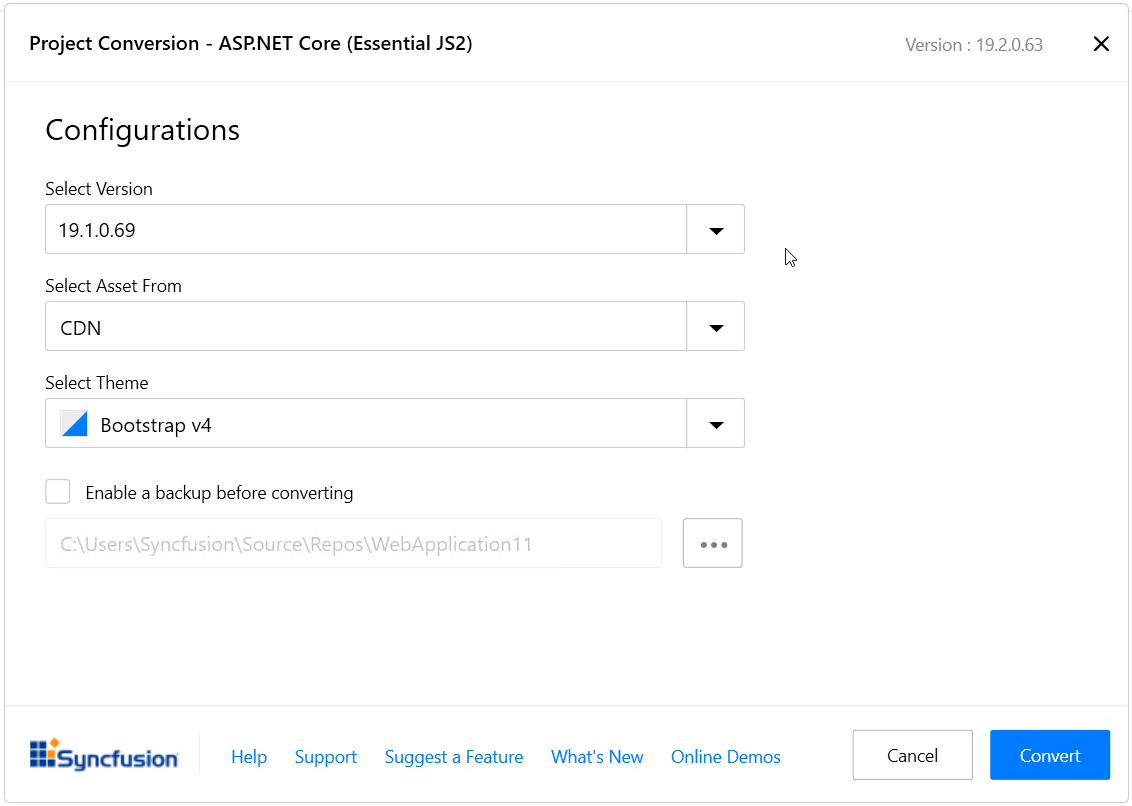 Project Conversion - ASP.NET Core (Essential JS2)
Version : 19.2.0.63
Configurations
Select Version
19.1.0.69
Select Asset From
CDN
Select Theme
Bootstrap v4
Enable a backup before converting
C:\Users\Syncfusion\Source\Repos\WebApplication11
Syncfusion
Help
Support
Suggest a Feature
What's New
Online Demos
Cancel
Convert